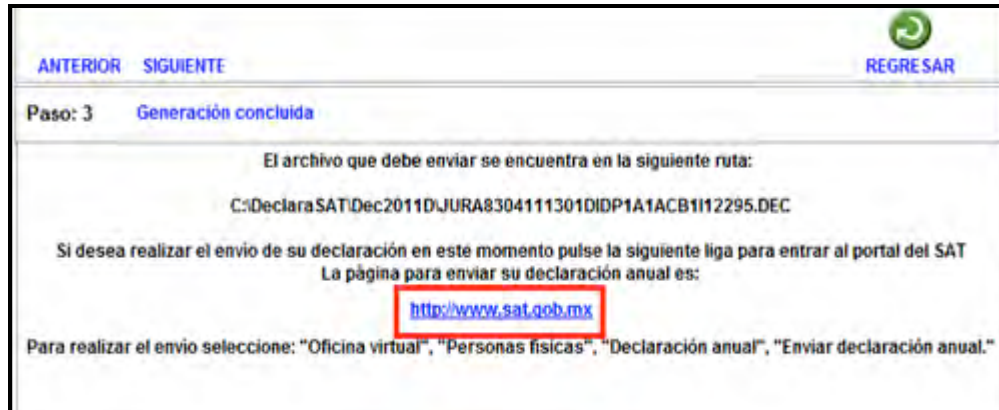 ANTERIOR SIGUIENTE
REGRESAR
Paso: 3 Generación concluida
El archivo que debe enviar se encuentra en la siguiente ruta:
C:\DeclaraSAT\Dec2011D\JURA8304111301DIDP1A1ACB1I12295.DEC
Si desea realizar el envio de su declaración en este momento pulse la siguiente liga para entrar al portal del SAT
La página para enviar su declaración anual es:
http://www.sat.gob.mx
Para realizar el envio seleccione: "Oficina virtual", "Personas fisicas", "Declaración anual", "Enviar declaración anual."